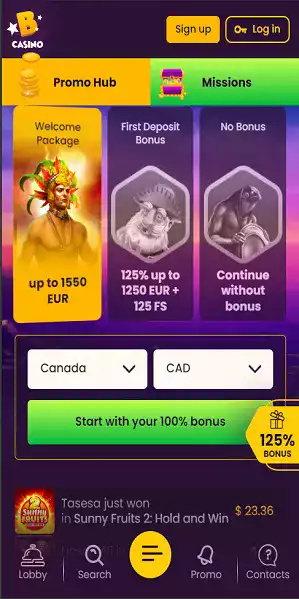 B
CASINO
Sign up
Log in
Promo Hub
Missions
Welcome
Package
up to 1550
EUR
First Deposit
Bonus
125% up to
1250 EUR +
125 FS
No Bonus
Continue
without
bonus
Canada
CAD
Start with your 100% bonus
125%
BONUS
SUNNY
FRUITS
Tasesa just won
in Sunny Fruits 2: Hold and Win
$ 23.36
Lobby
Search
Promo
Contacts